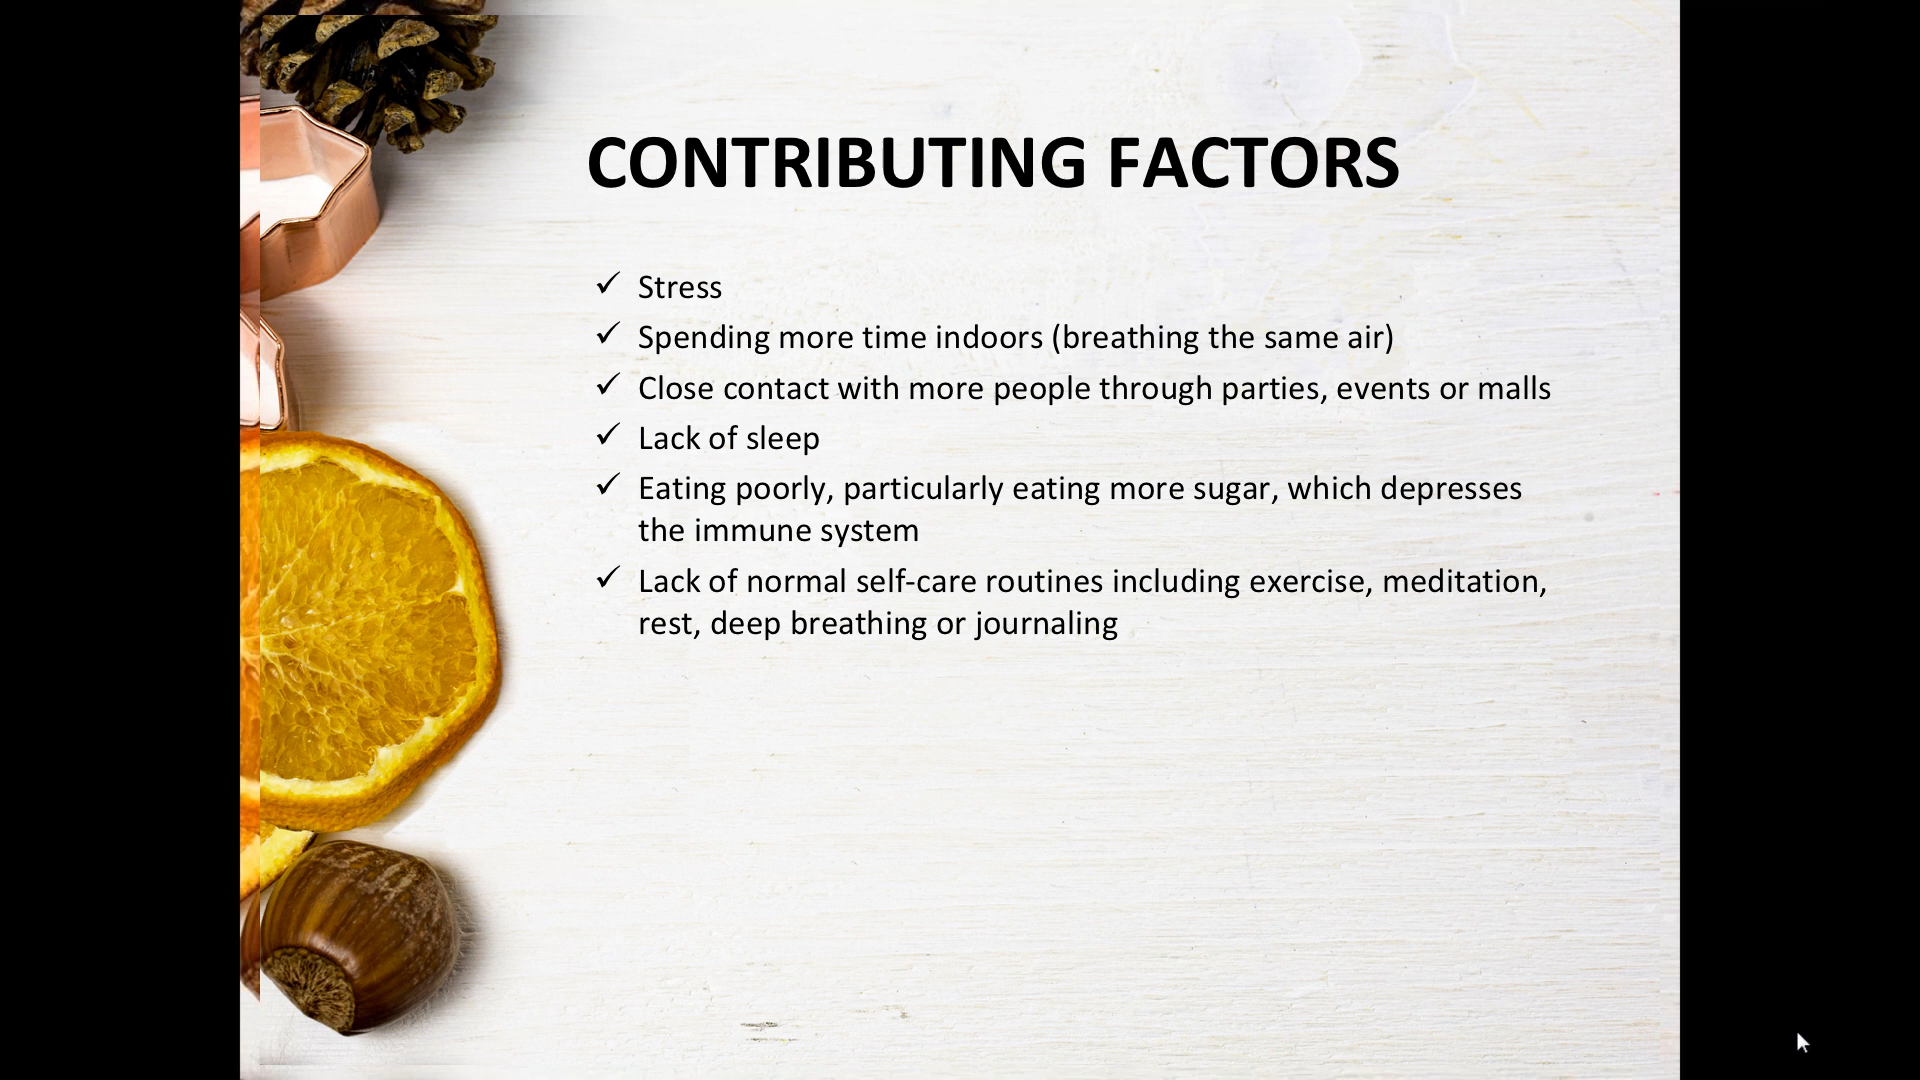 CONTRIBUTING FACTORS
✓ Stress
✓ Spending more time indoors (breathing the same air)
✓ Close contact with more people through parties, events or malls
✓ Lack of sleep
✓ Eating poorly, particularly eating more sugar, which depresses
the immune system
✓ Lack of normal self-care routines including exercise, meditation,
rest, deep breathing or journaling